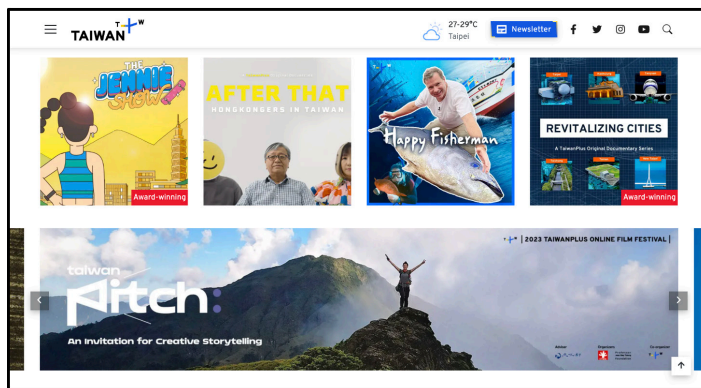 TAIWAN
T W
27-29°C
Taipei
Newsletter
THE
JENNIE
SHOW
Award-winning
AFTER THAT
HONGKONGERS IN TAIWAN
Happy Fisherman
REVITALIZING CITIES
A TaiwanPlus Original Documentary Series
Award-winning
| 2023 TAIWANPLUS ONLINE FILM FESTIVAL |
taiwan
Pitch:
An Invitation for Creative Storytelling